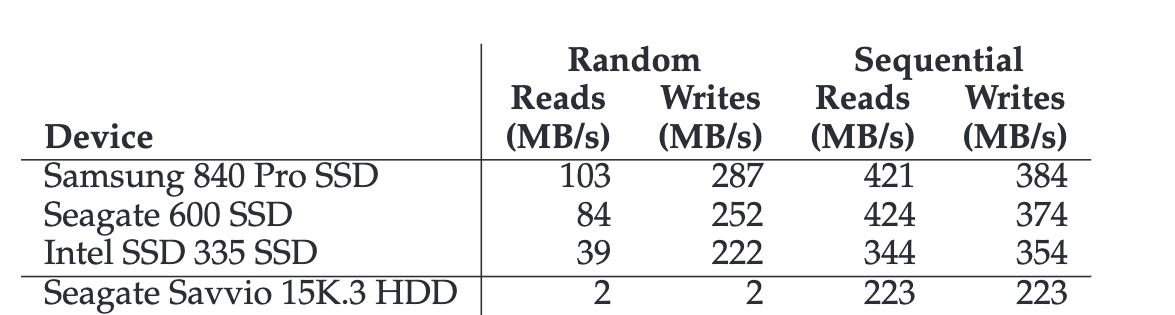 Random Sequential
Reads Writes Reads Writes
Device (MB/s) (MB/s) (MB/s) (MB/s)
Samsung 840 Pro SSD 103 287 421 384
Seagate 600 SSD 84 252 424 374
Intel SSD 335 SSD 39 222 344 354
Seagate Savvio 15K.3 HDD 2 2 223 223